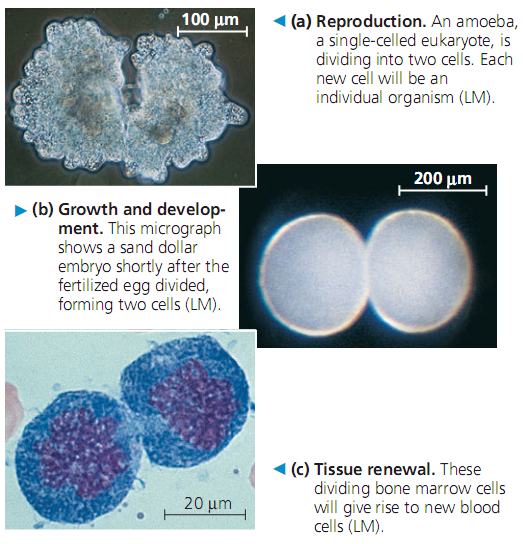 100 µm
◀ (a) Reproduction. An amoeba,
a single-celled eukaryote, is
dividing into two cells. Each
new cell will be an
individual organism (LM).
200 µm
▶ (b) Growth and develop-
ment. This micrograph
shows a sand dollar
embryo shortly after the
fertilized egg divided,
forming two cells (LM).
20 µm
◀ (c) Tissue renewal. These
dividing bone marrow cells
will give rise to new blood
cells (LM).